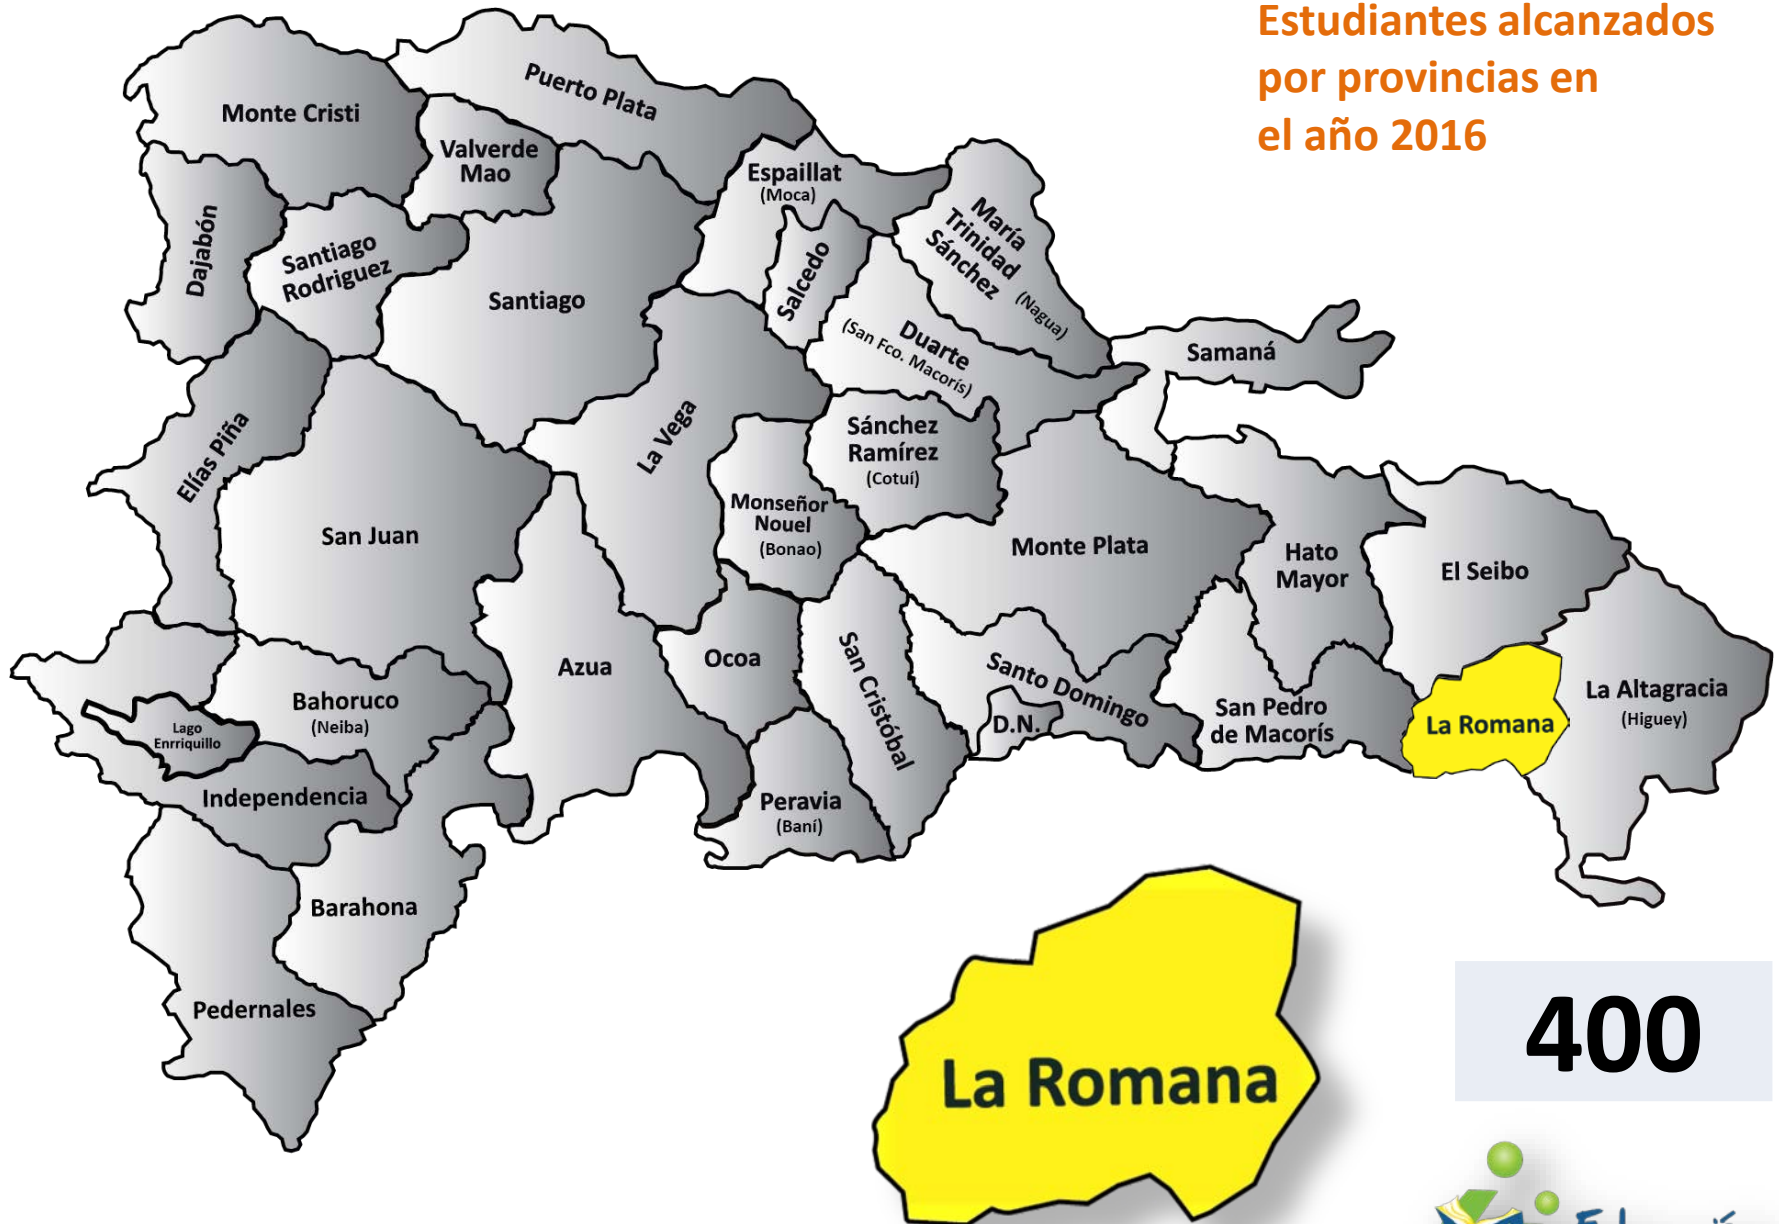 Estudiantes alcanzados
por provincias en
el año 2016
Puerto Plata
Monte Cristi
Valverde
Mao
Espaillat
(Moca)
María
Trinidad
Sánchez
(Nagua)
Dajabón
Santiago
Rodriguez
Salcedo
Santiago
Duarte
(San Fco. Macorís)
Samaná
Elías Piña
La Vega
Sánchez
Ramírez
(Cotuí)
San Juan
Monseñor
Nouel
(Bonao)
Monte Plata
Hato
Mayor
El Seibo
Azua
Ocoa
San Cristóbal
Santo Domingo
D.N.
San Pedro
de Macorís
La Romana
La Altagracia
(Higuey)
Bahoruco
(Neiba)
Lago
Enrriquillo
Independencia
Peravia
(Baní)
Barahona
Pedernales
La Romana
400